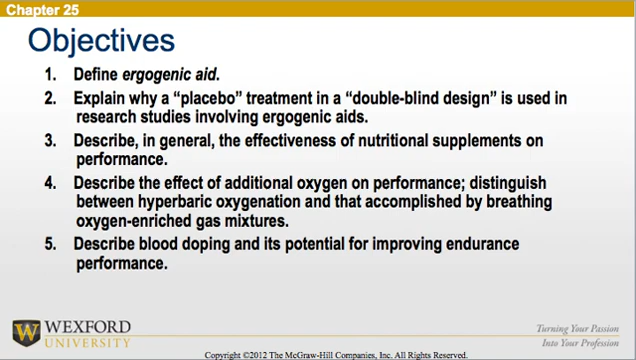 Chapter 25
Objectives
1. Define ergogenic aid.
2. Explain why a “placebo” treatment in a “double-blind design” is used in
research studies involving ergogenic aids.
3. Describe, in general, the effectiveness of nutritional supplements on
performance.
4. Describe the effect of additional oxygen on performance; distinguish
between hyperbaric oxygenation and that accomplished by breathing
oxygen-enriched gas mixtures.
5. Describe blood doping and its potential for improving endurance
performance.
W
WEXFORD
UNIVERSITY
Turning Your Passion
Into Your Profession
Copyright ©2012 The McGraw-Hill Companies, Inc. All Rights Reserved.